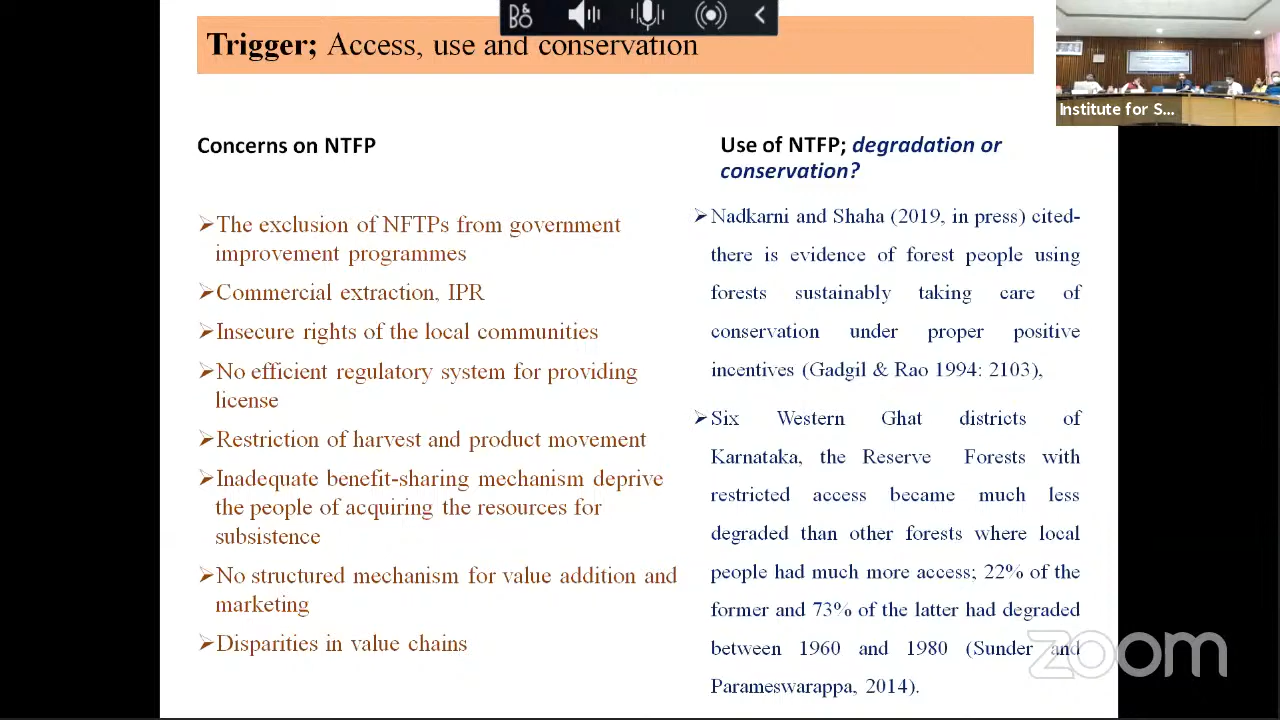 Trigger; Access, use and conservation
Institute for S...
Concerns on NTFP
The exclusion of NFTPs from government
improvement programmes
Commercial extraction, IPR
Insecure rights of the local communities
No efficient regulatory system for providing
license
Restriction of harvest and product movement
Inadequate benefit-sharing mechanism deprive
the people of acquiring the resources for
subsistence
No structured mechanism for value addition and
marketing
Disparities in value chains
Use of NTFP; degradation or
conservation?
Nadkarni and Shaha (2019, in press) cited-
there is evidence of forest people using
forests sustainably taking care of
conservation under proper positive
incentives (Gadgil & Rao 1994: 2103),
Six Western Ghat districts of
Karnataka, the Reserve Forests with
restricted access became much less
degraded than other forests where local
people had much more access; 22% of the
former and 73% of the latter had degraded
between 1960 and 1980 (Sunder and
Parameswarappa, 2014).
zoom